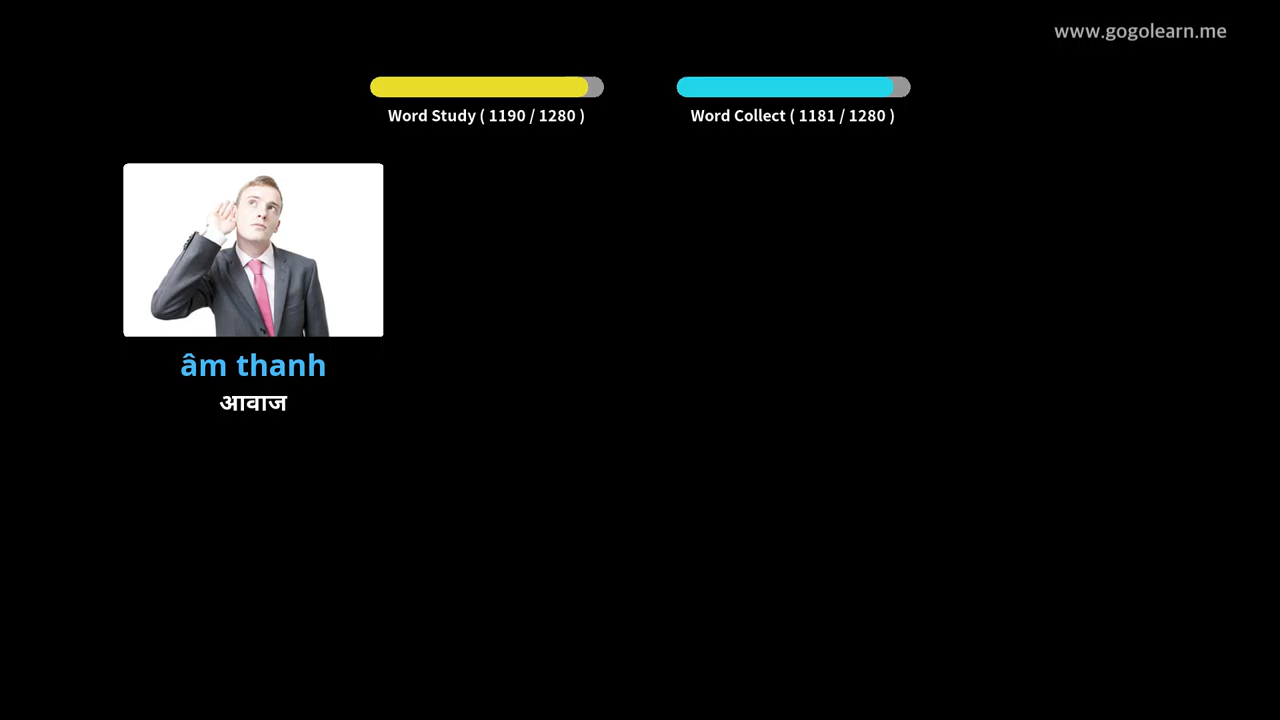 www.gogolearn.me
Word Study ( 1190 / 1280 )
Word Collect ( 1181 / 1280 )
âm thanh
आवाज